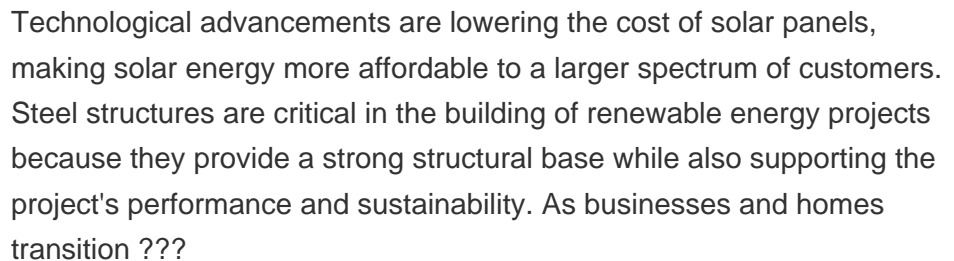 Technological advancements are lowering the cost of solar panels,
making solar energy more affordable to a larger spectrum of customers.
Steel structures are critical in the building of renewable energy projects
because they provide a strong structural base while also supporting the
project's performance and sustainability. As businesses and homes
transition ???